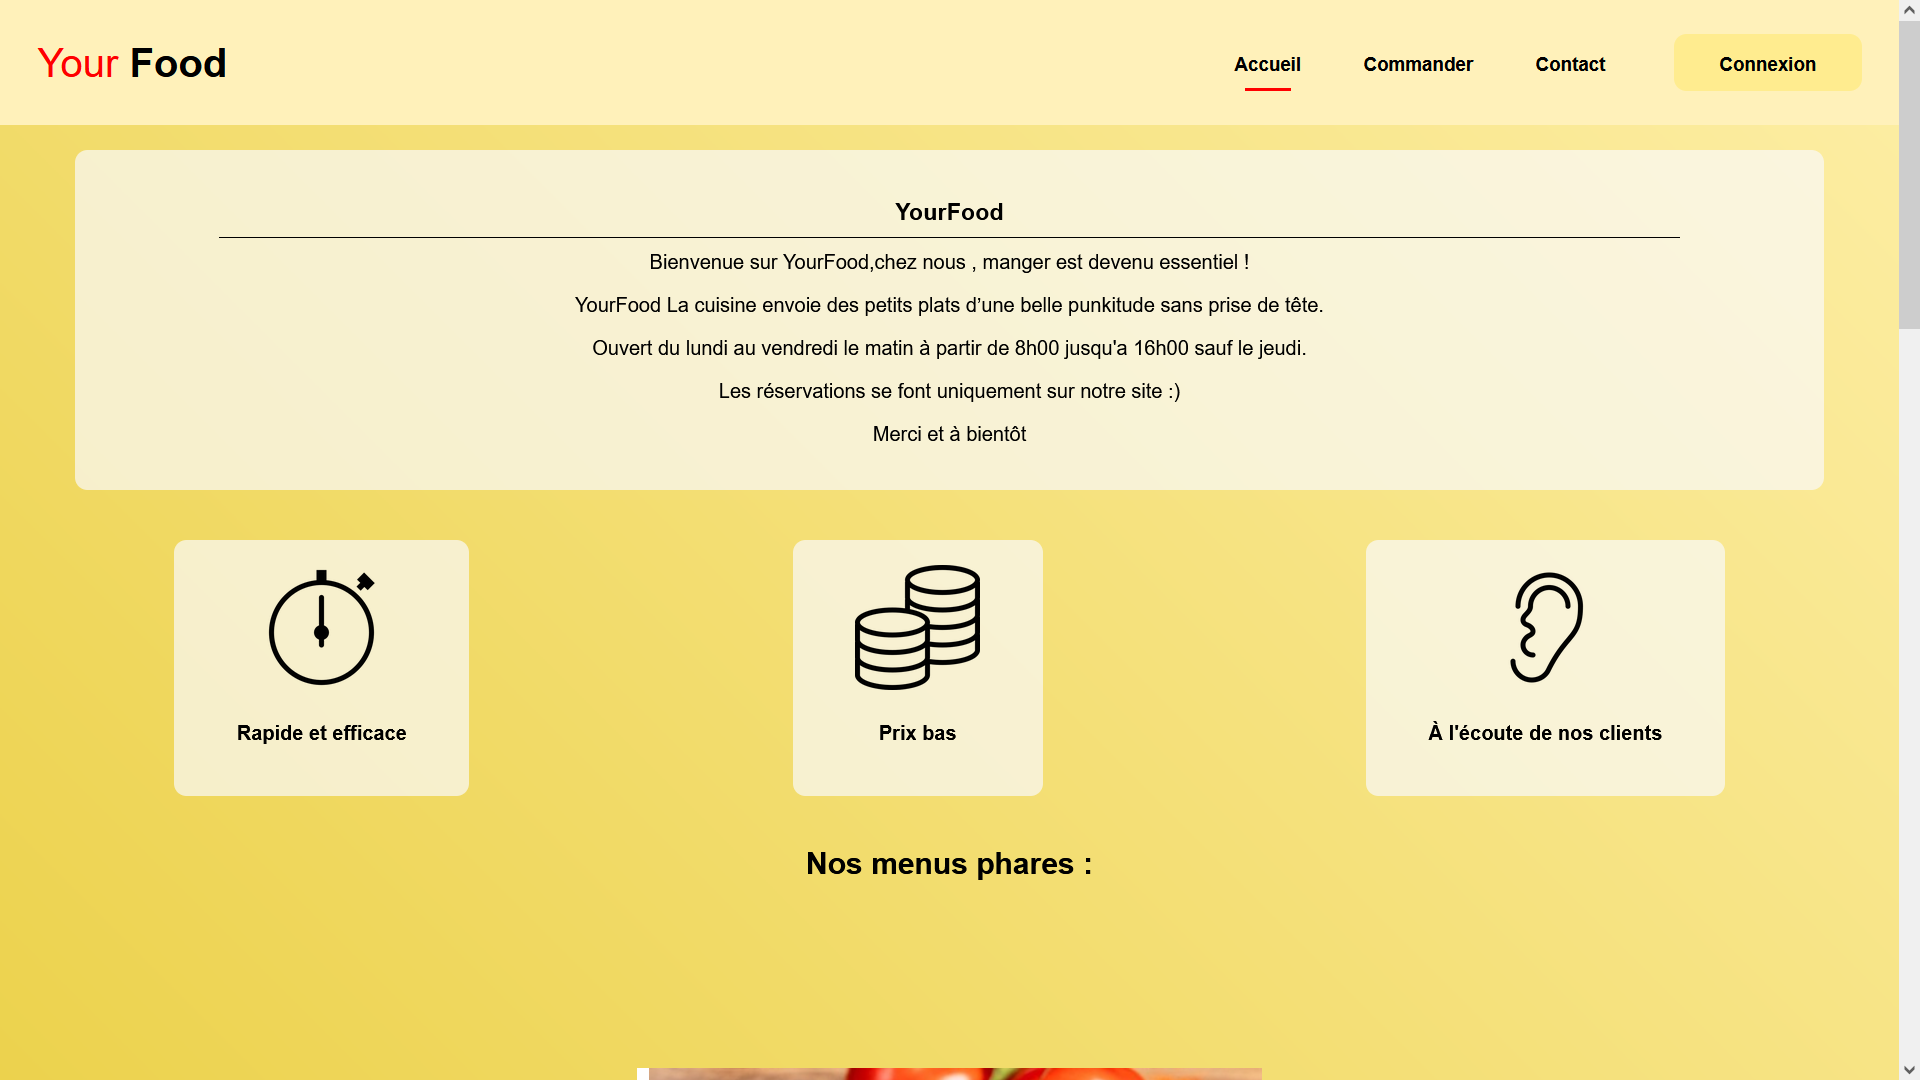 Your Food
Accueil
Commander
Contact
Connexion
YourFood
Bienvenue sur YourFood,chez nous , manger est devenu essentiel !
YourFood La cuisine envoie des petits plats d’une belle punkitude sans prise de tête.
Ouvert du lundi au vendredi le matin à partir de 8h00 jusqu'a 16h00 sauf le jeudi.
Les réservations se font uniquement sur notre site :)
Merci et à bientôt
Rapide et efficace
Prix bas
À l'écoute de nos clients
Nos menus phares :